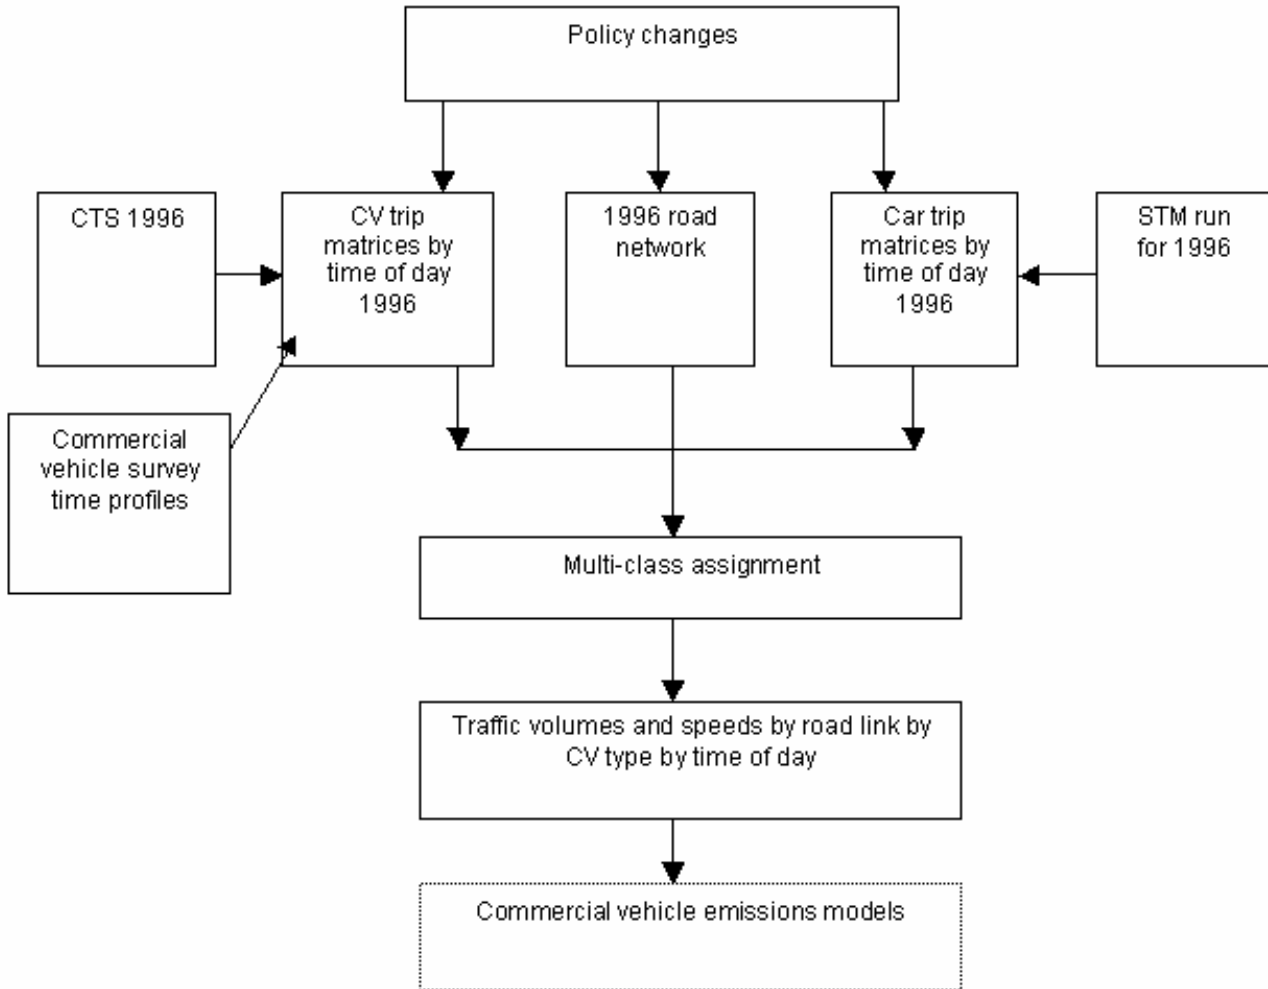 Policy changes
CTS 1996
CV trip
matrices by
time of day
1996
1996 road
network
Car trip
matrices by
time of day
1996
STM run
for 1996
Commercial
vehicle survey
time profiles
Multi-class assignment
Traffic volumes and speeds by road link by
CV type by time of day
Commercial vehicle emissions models